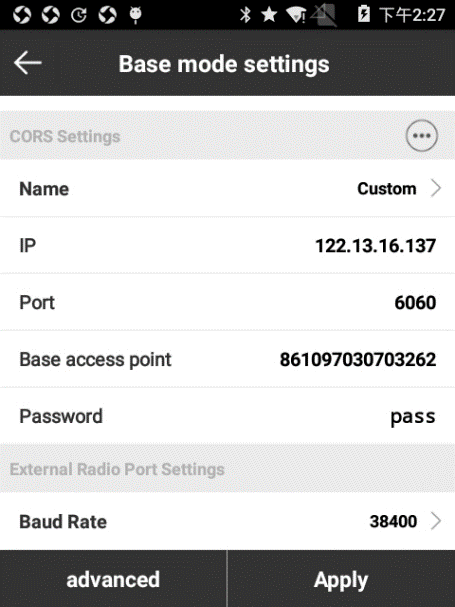 下午2:27
Base mode settings
CORS Settings
Name Custom
IP 122.13.16.137
Port 6060
Base access point 861097030703262
Password pass
External Radio Port Settings
Baud Rate 38400
advanced Apply